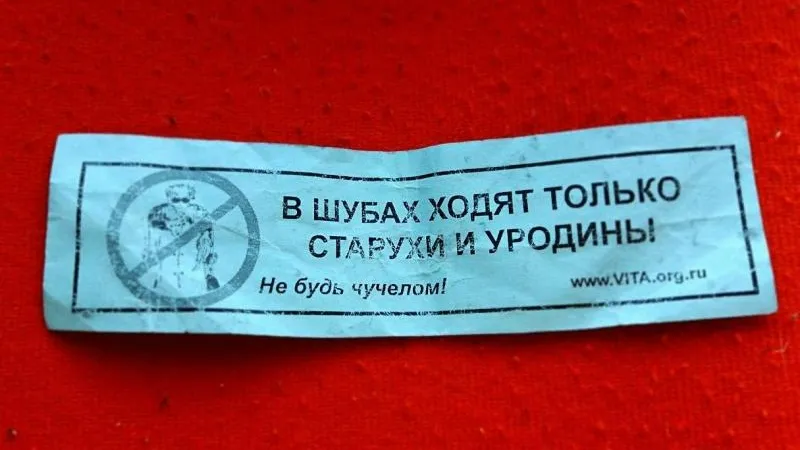 В ШУБАХ ХОДЯТ ТОЛЬКО
СТАРУХИ И УРОДИНЫ
Не будь чучелом!
www.VITA.org.ru